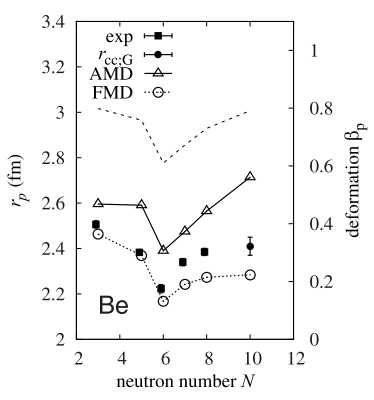 3.4
3.2
3
2.8
2.6
2.4
2.2
2
r_p (fm)
exp
r_cc;G
AMD
FMD
Be
1
0.8
0.6
0.4
0.2
0
deformation β_p
2 4 6 8 10 12
neutron number N